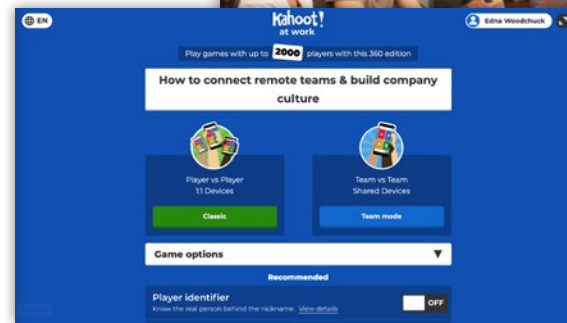 EN
Kahoot!
at work
Edna Woodchuck
Play games with up to 2000 players with this 360 edition
How to connect remote teams & build company
culture
Player vs Player
1:1 Devices
Classic
Team vs Team
Shared Devices
Team mode
Game options
Recommended
Player identifier
Know the real person behind the nickname. View details
OFF